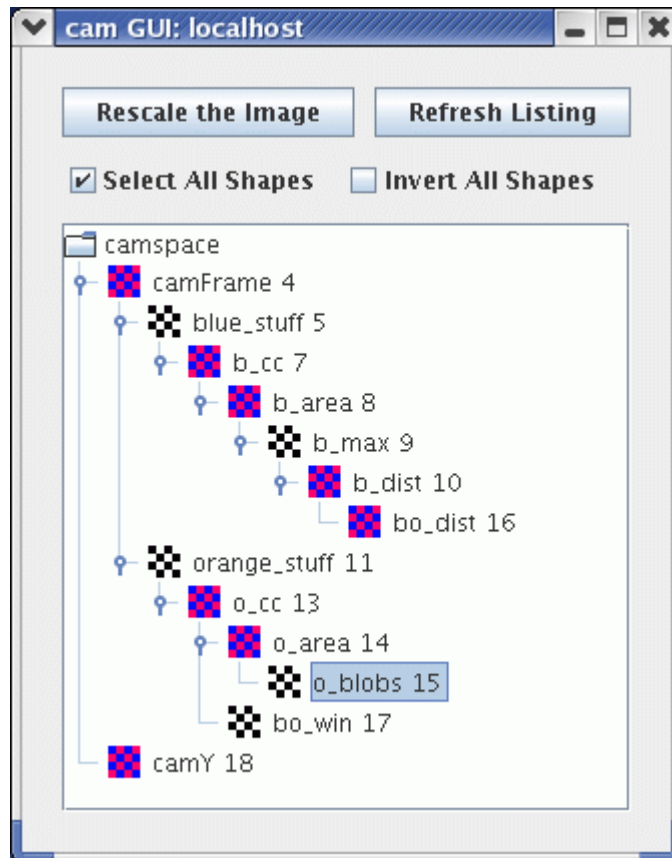 cam GUI: localhost
Rescale the Image Refresh Listing
Select All Shapes Invert All Shapes
camspace
camFrame 4
blue_stuff 5
b_cc 7
b_area 8
b_max 9
b_dist 10
bo_dist 16
orange_stuff 11
o_cc 13
o_area 14
o_blobs 15
bo_win 17
camY 18